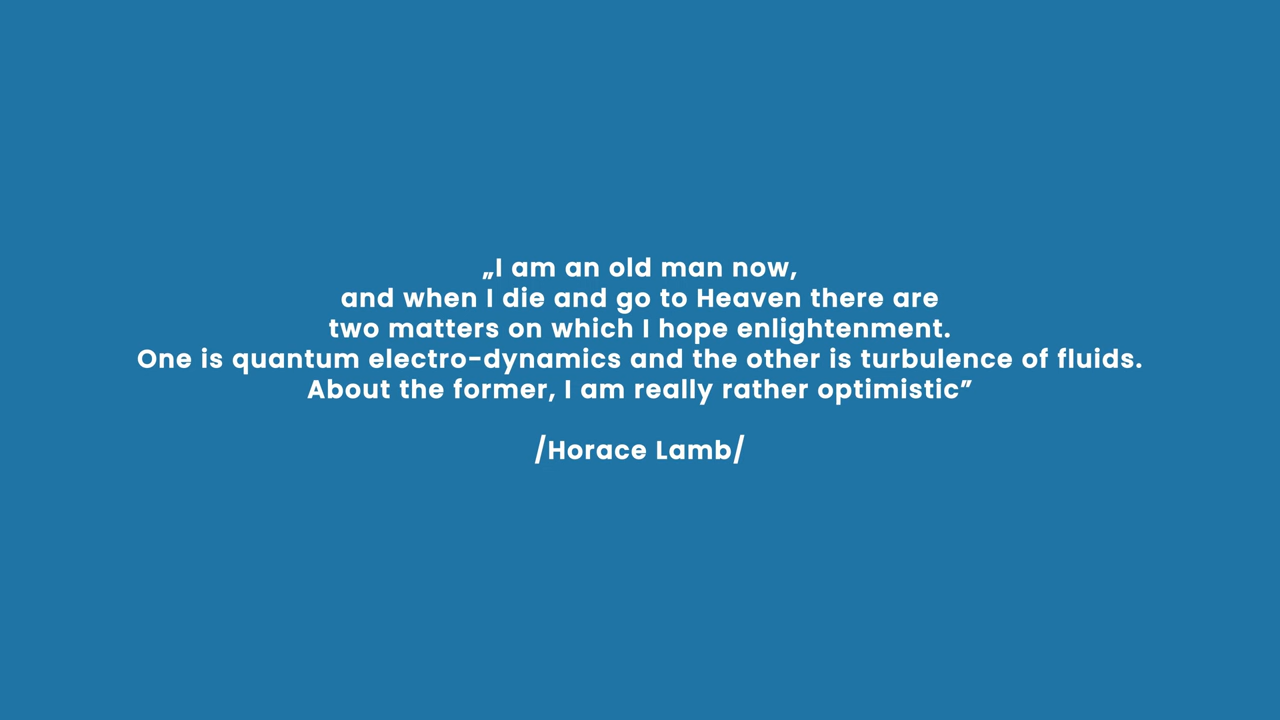 „I am an old man now,
and when I die and go to Heaven there are
two matters on which I hope enlightenment.
One is quantum electro-dynamics and the other is turbulence of fluids.
About the former, I am really rather optimistic”
/Horace Lamb/